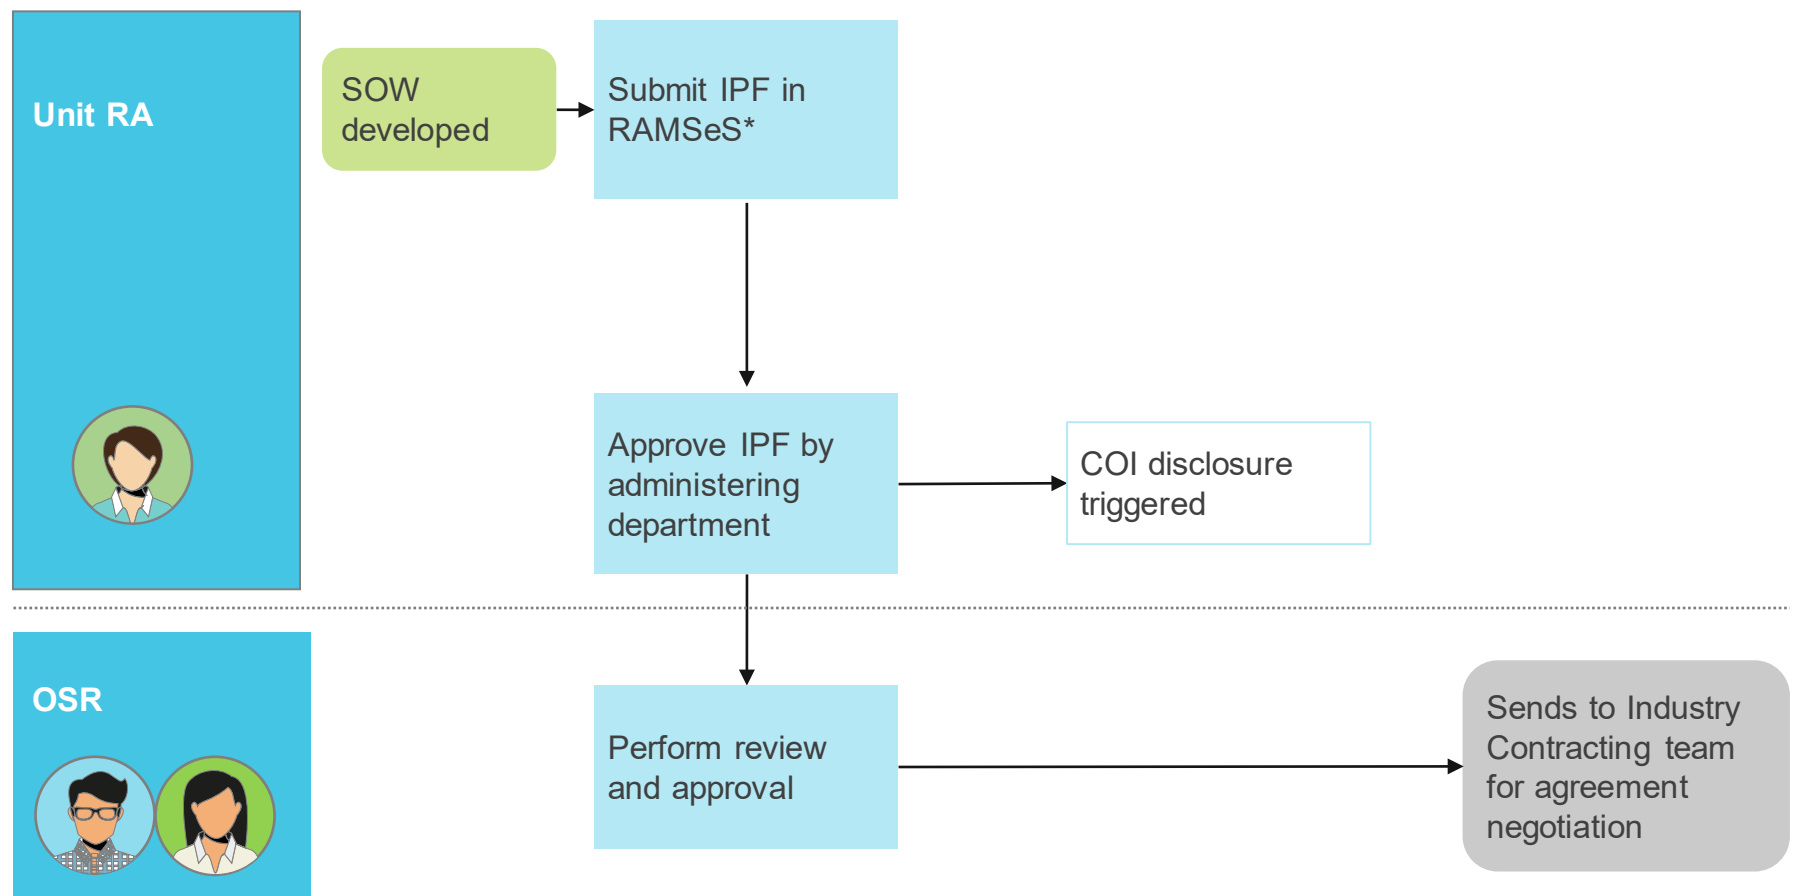 Unit RA
SOW
developed
Submit IPF in
RAMSeS*
Approve IPF by
administering
department
COI disclosure
triggered
OSR
Perform review
and approval
Sends to Industry
Contracting team
for agreement
negotiation